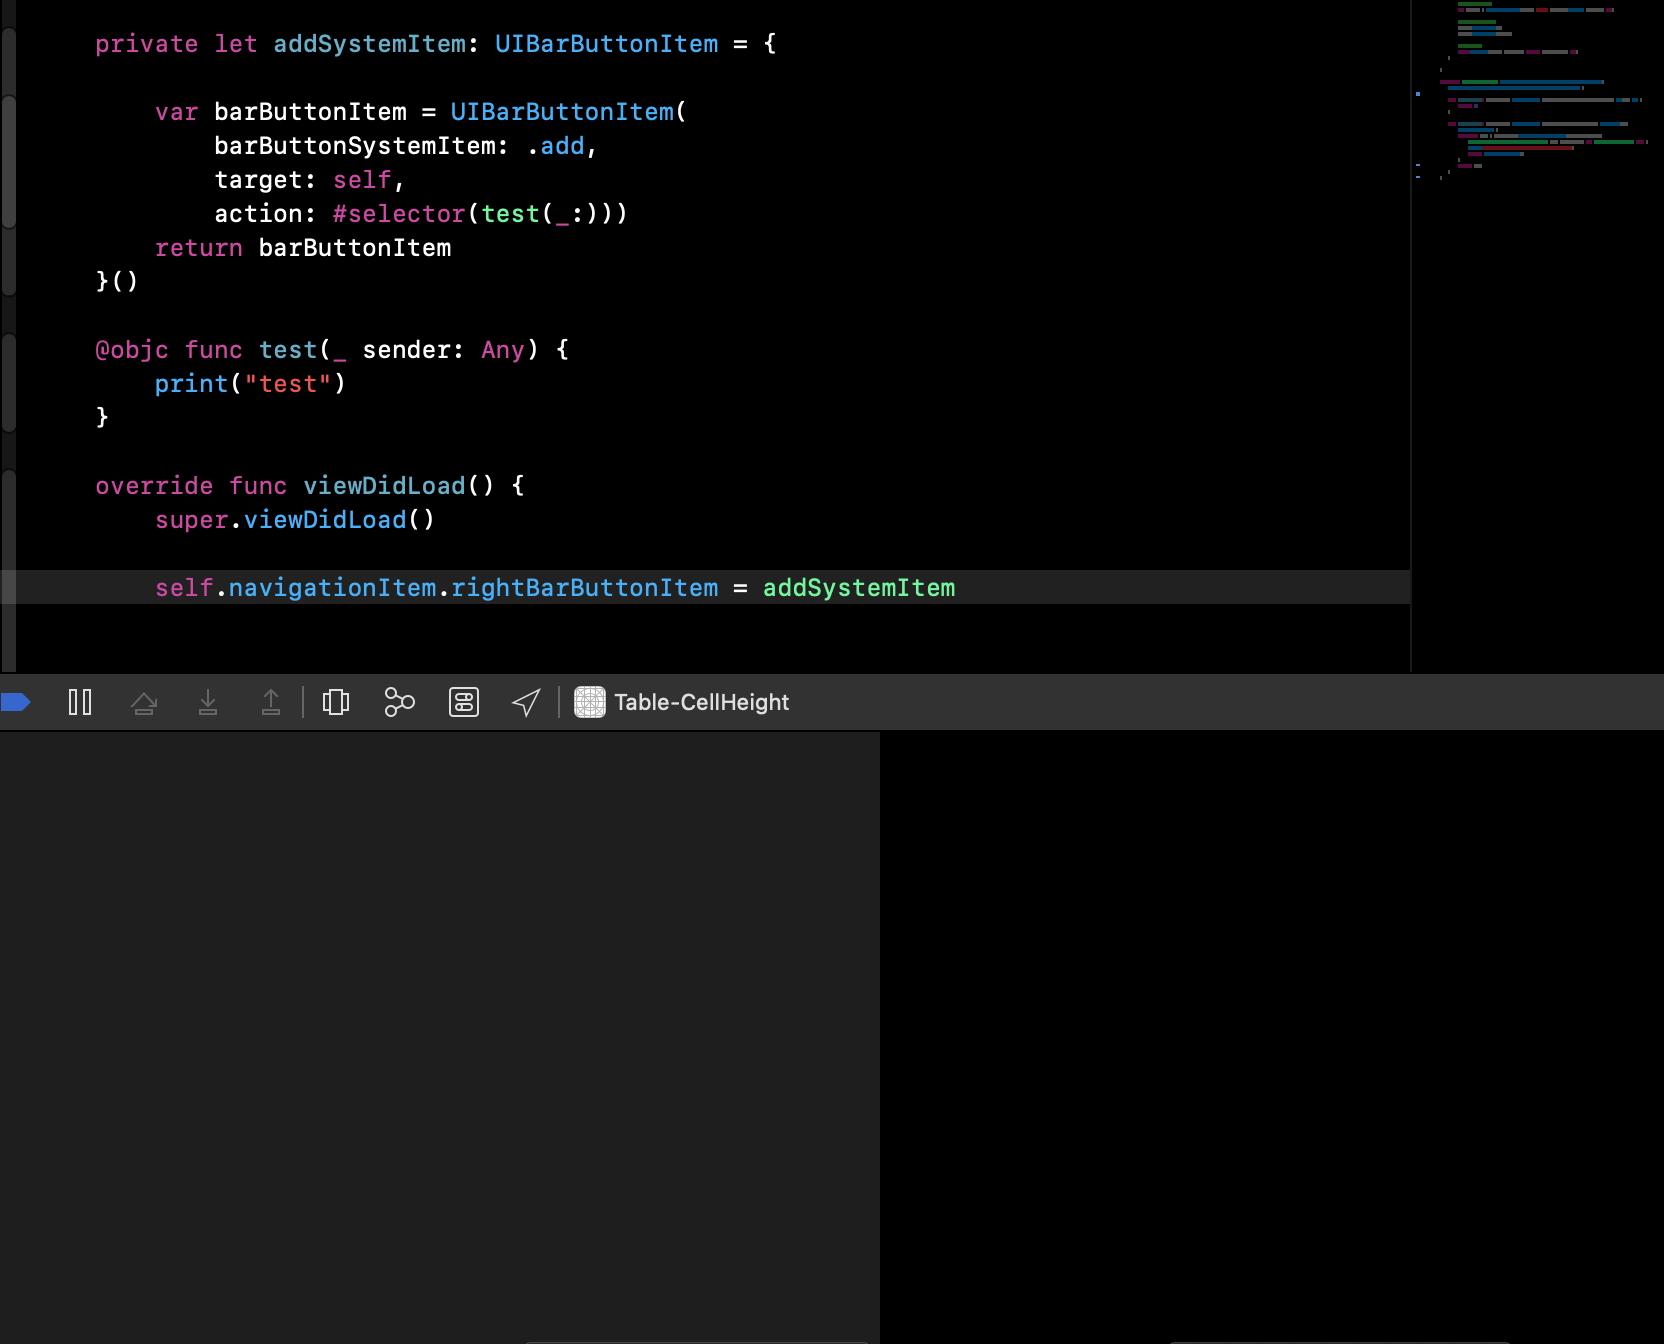 private let addSystemItem: UIBarButtonItem = {
var barButtonItem = UIBarButtonItem(
barButtonSystemItem: .add,
target: self,
action: #selector(test(_:)))
return barButtonItem
}()
@objc func test(_ sender: Any) {
print("test")
}
override func viewDidLoad() {
super.viewDidLoad()
self.navigationItem.rightBarButtonItem = addSystemItem
Table-CellHeight